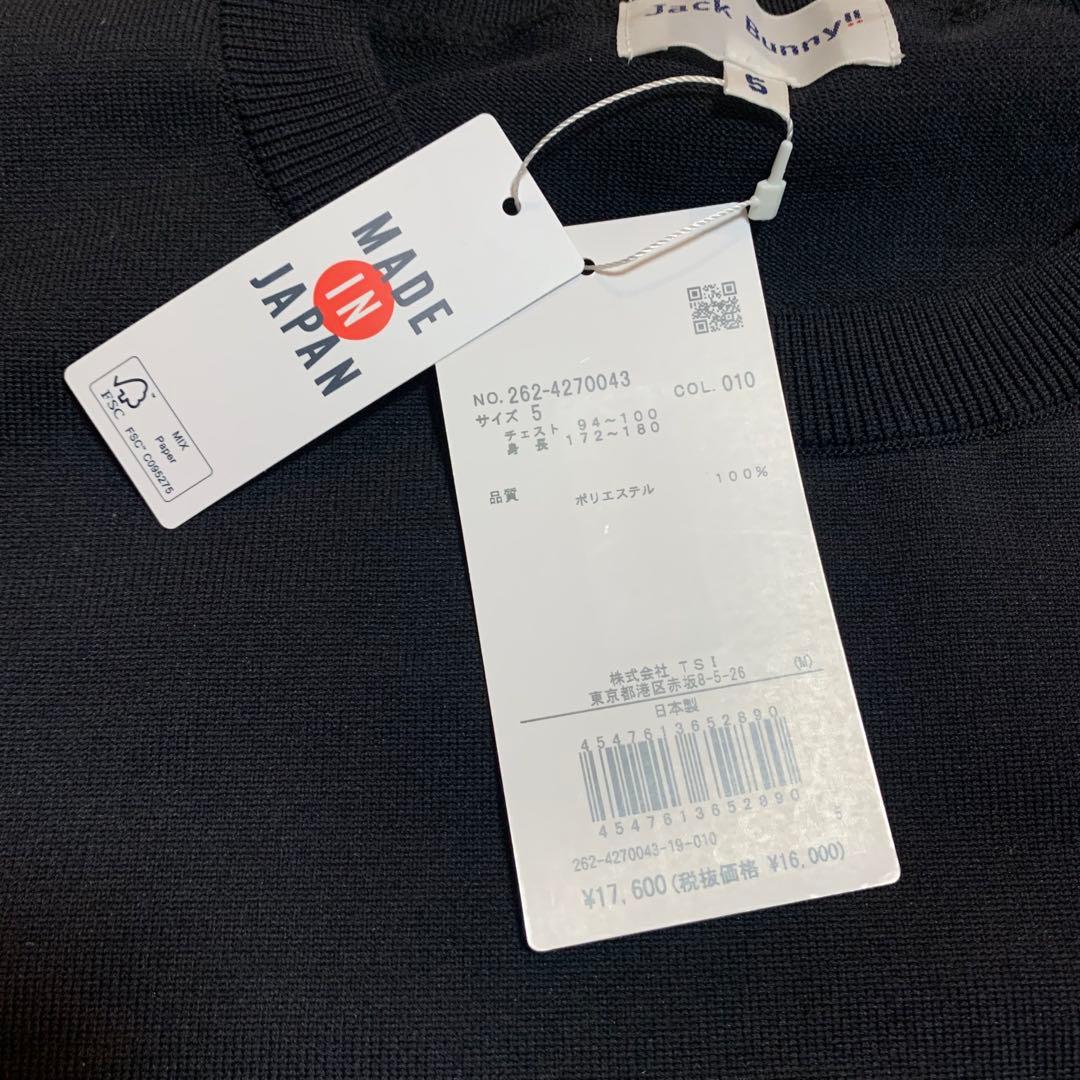 Jack Bunny!!
5
MADE
IN
JAPAN
FSC
MIX
Paper
FSC® C095275
NO. 262-4270043 COL. 010
サイズ 5
チェスト 94~100
身長 172~180
品質 ポリエステル 100%
株式会社 TSI
東京都港区赤坂8-5-26 (M)
日本製
4547613652890
4547613652890 5
262-4270043-19-010
¥17,600(税抜価格 ¥16,000)